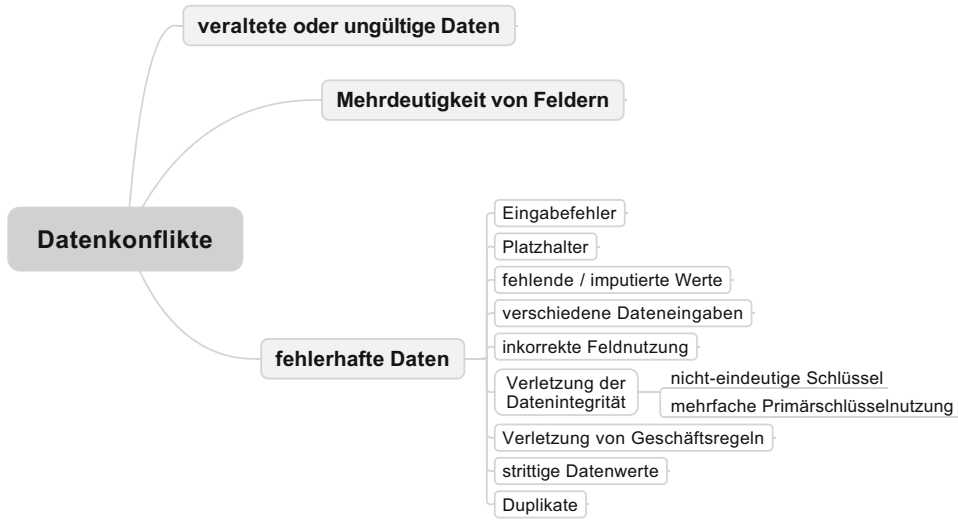 veraltete oder ungültige Daten
Mehrdeutigkeit von Feldern
Datenkonflikte
fehlerhafte Daten
Eingabefehler
Platzhalter
fehlende / imputierte Werte
verschiedene Dateneingaben
inkorrekte Feldnutzung
Verletzung der
Datenintegrität
nicht-eindeutige Schlüssel
mehrfache Primärschlüsselnutzung
Verletzung von Geschäftsregeln
strittige Datenwerte
Duplikate